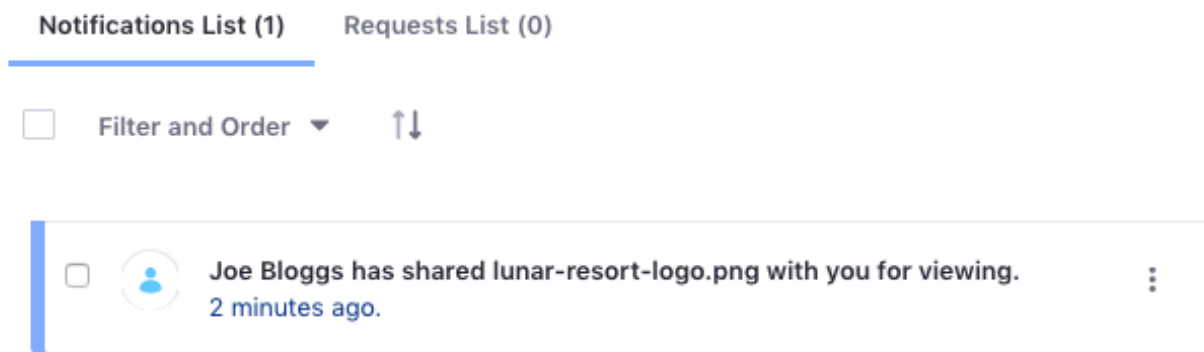 Notifications List (1) Requests List (0)
Filter and Order
Joe Bloggs has shared lunar-resort-logo.png with you for viewing.
2 minutes ago.